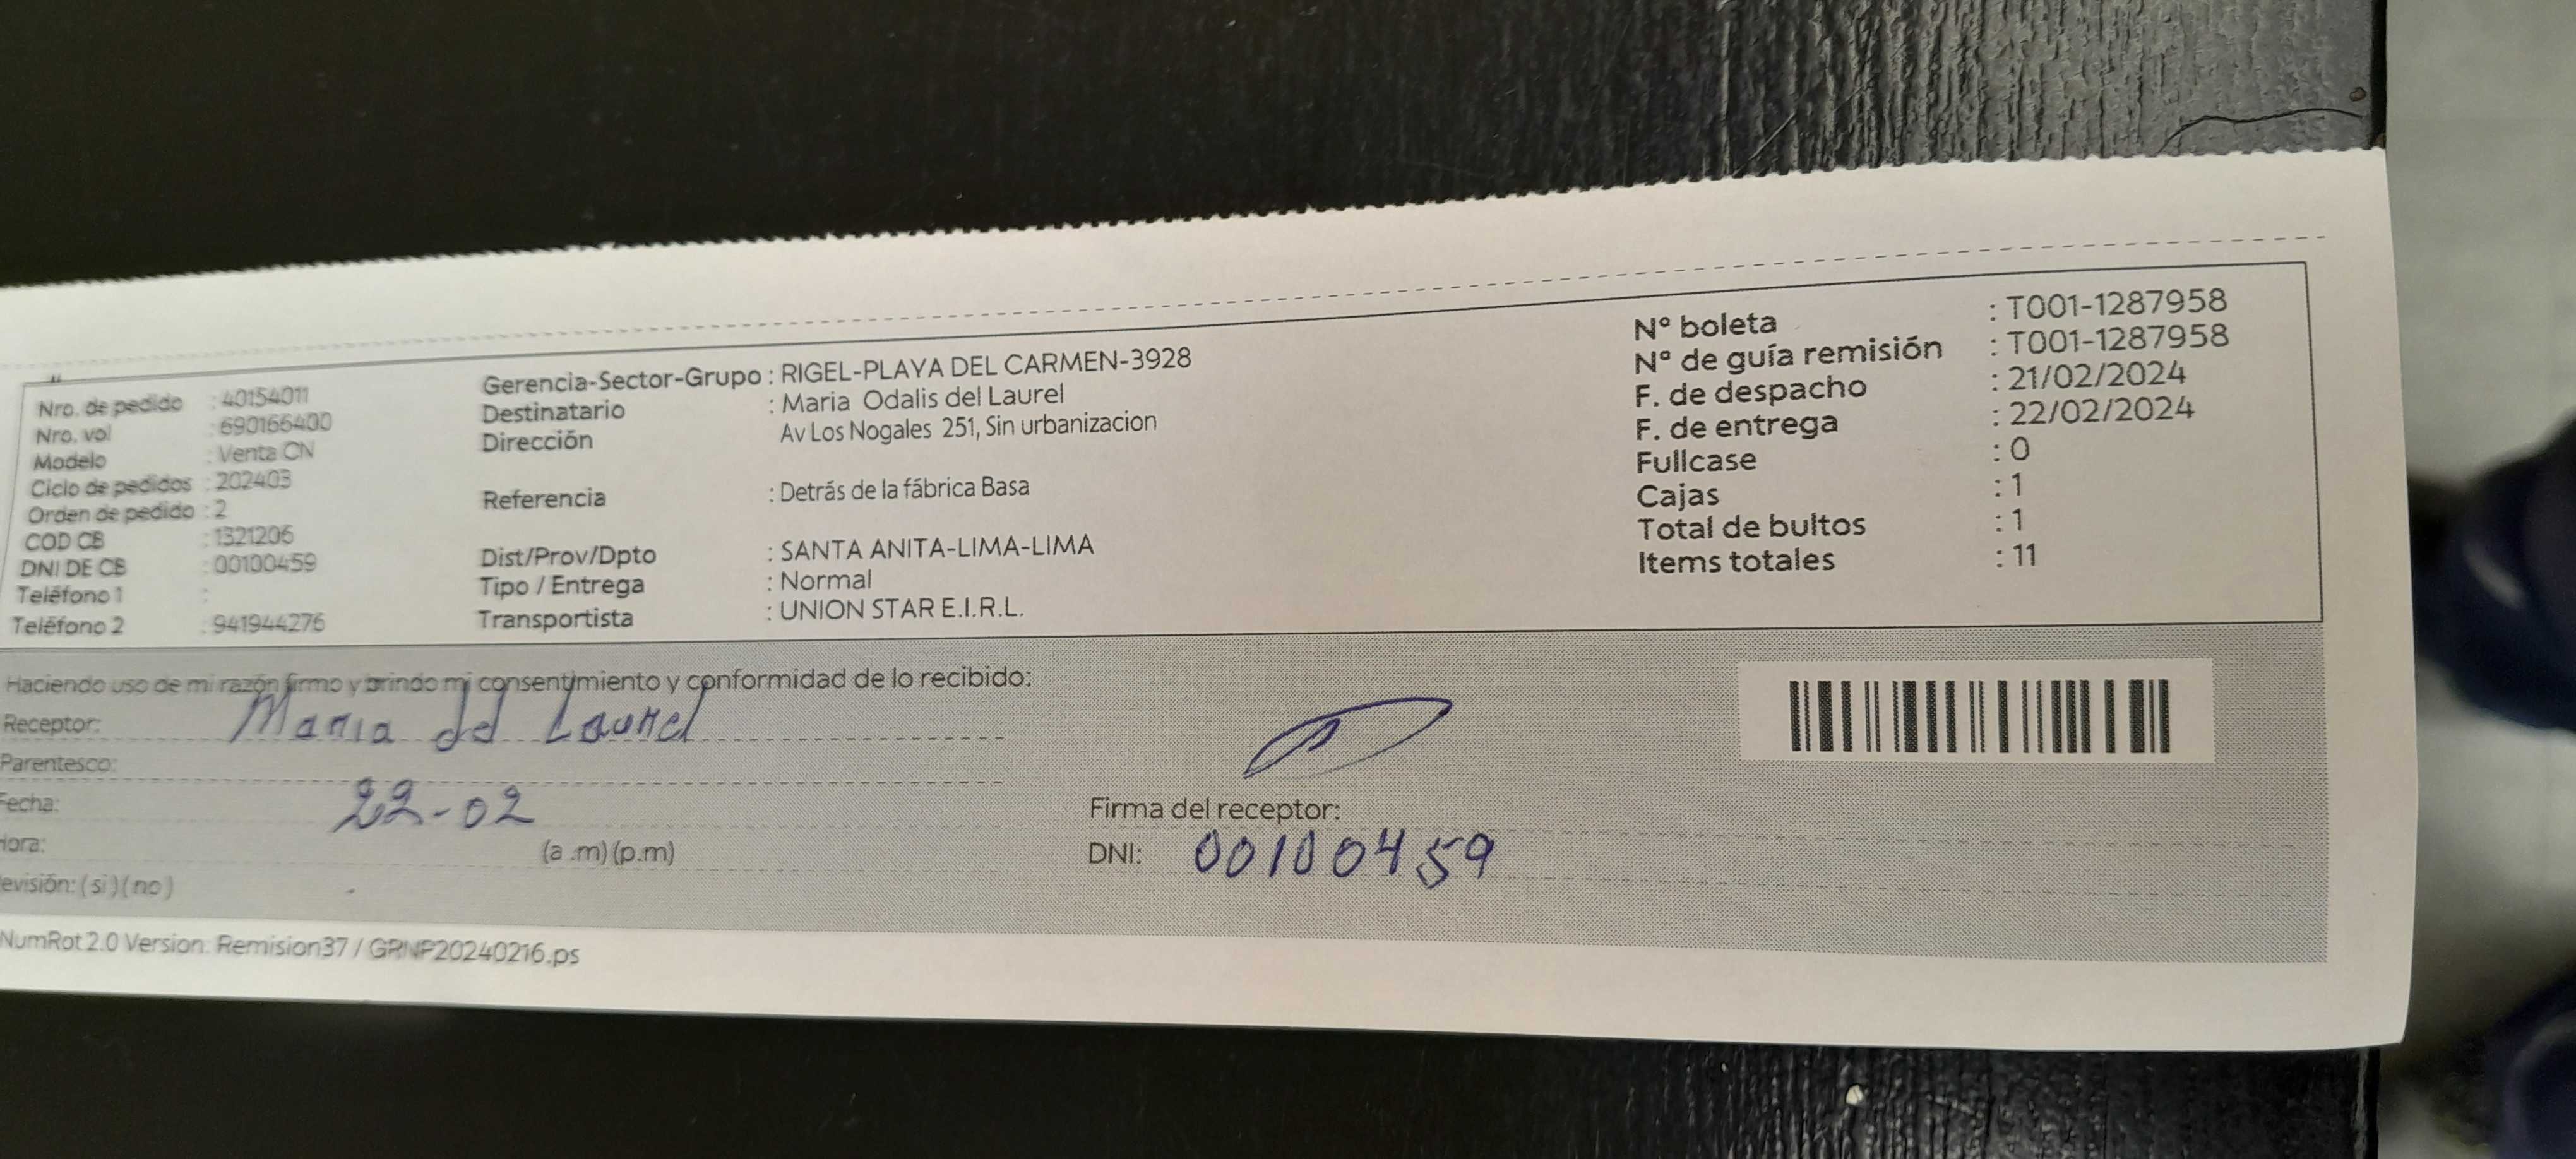 Nro. de pedido : 40154011
Nro. vol : 690166400
Modelo : Venta CN
Ciclo de pedidos : 202403
Orden de pedido : 2
COD CB : 1321206
DNI DE CB : 00100459
Teléfono 1 :
Teléfono 2 : 941944276
Gerencia-Sector-Grupo : RIGEL-PLAYA DEL CARMEN-3928
Destinatario : Maria Odalis del Laurel
Dirección Av Los Nogales 251, Sin urbanizacion
Referencia : Detrás de la fábrica Basa
Dist/Prov/Dpto : SANTA ANITA-LIMA-LIMA
Tipo / Entrega : Normal
Transportista : UNION STAR E.I.R.L.
N° boleta : T001-1287958
N° de guía remisión : T001-1287958
F. de despacho : 21/02/2024
F. de entrega : 22/02/2024
Fullcase : 0
Cajas : 1
Total de bultos : 1
Items totales : 11
Haciendo uso de mi razón firmo y brindo mi consentimiento y conformidad de lo recibido:
Receptor: Maria del Laurel
Parentesco:
Fecha: 22-02
Hora: (a .m) (p.m)
evisión: ( si ) ( no )
Firma del receptor:
DNI: 00100459
NumRot 2.0 Version: Remision37 / GRNP20240216.ps